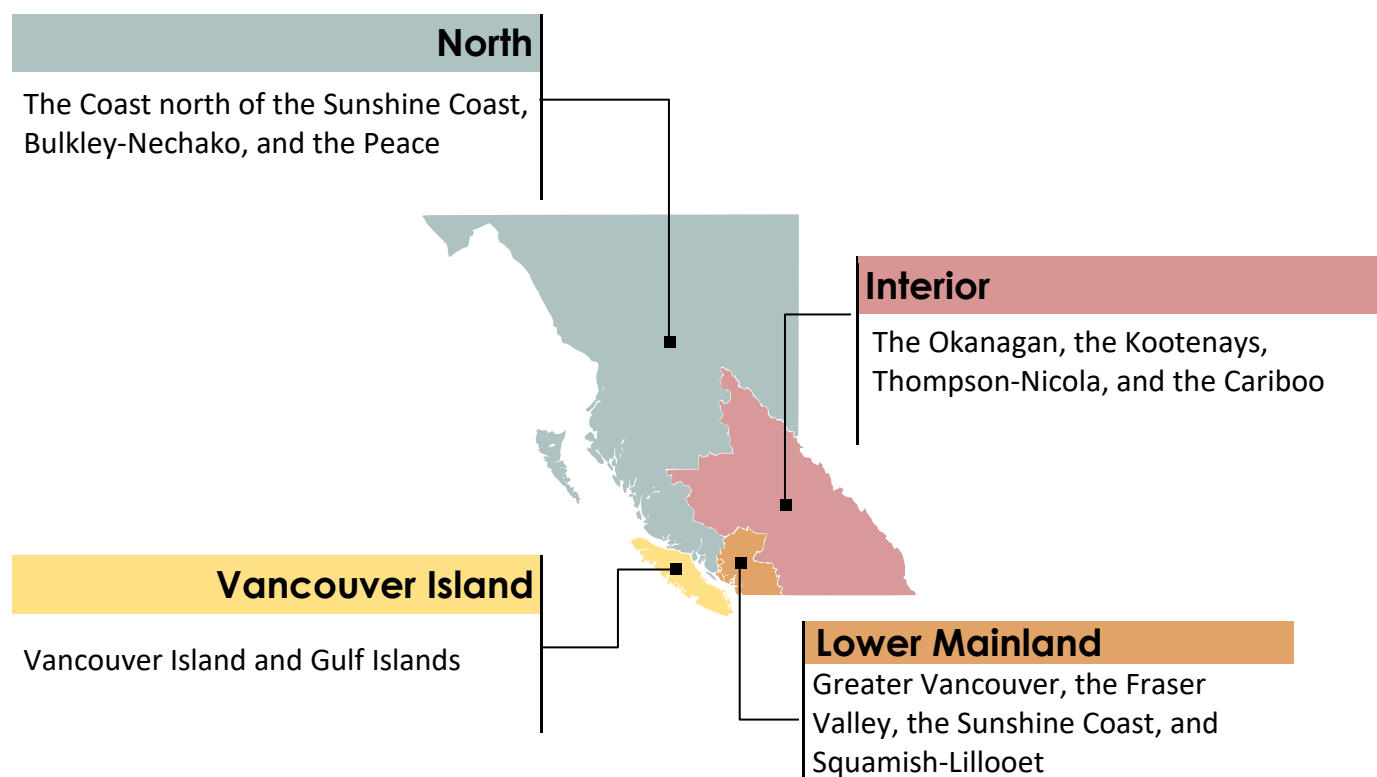 North
The Coast north of the Sunshine Coast,
Bulkley-Nechako, and the Peace
Interior
The Okanagan, the Kootenays,
Thompson-Nicola, and the Cariboo
Vancouver Island
Vancouver Island and Gulf Islands
Lower Mainland
Greater Vancouver, the Fraser
Valley, the Sunshine Coast, and
Squamish-Lillooet